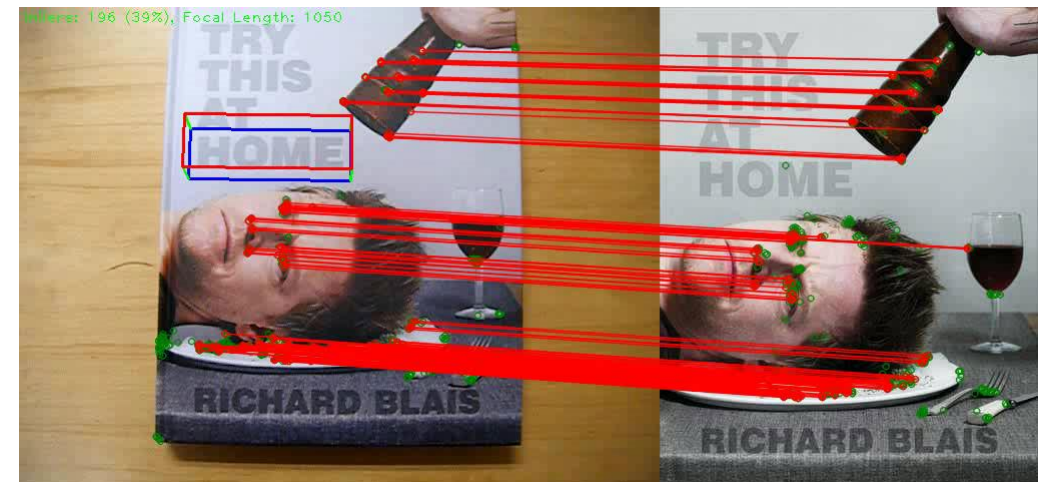 Inliers: 196 (39%), Focal Length: 1050
TRY
THIS
AT
HOME
RICHARD BLAIS
TRY
THIS
AT
HOME
RICHARD BLAIS